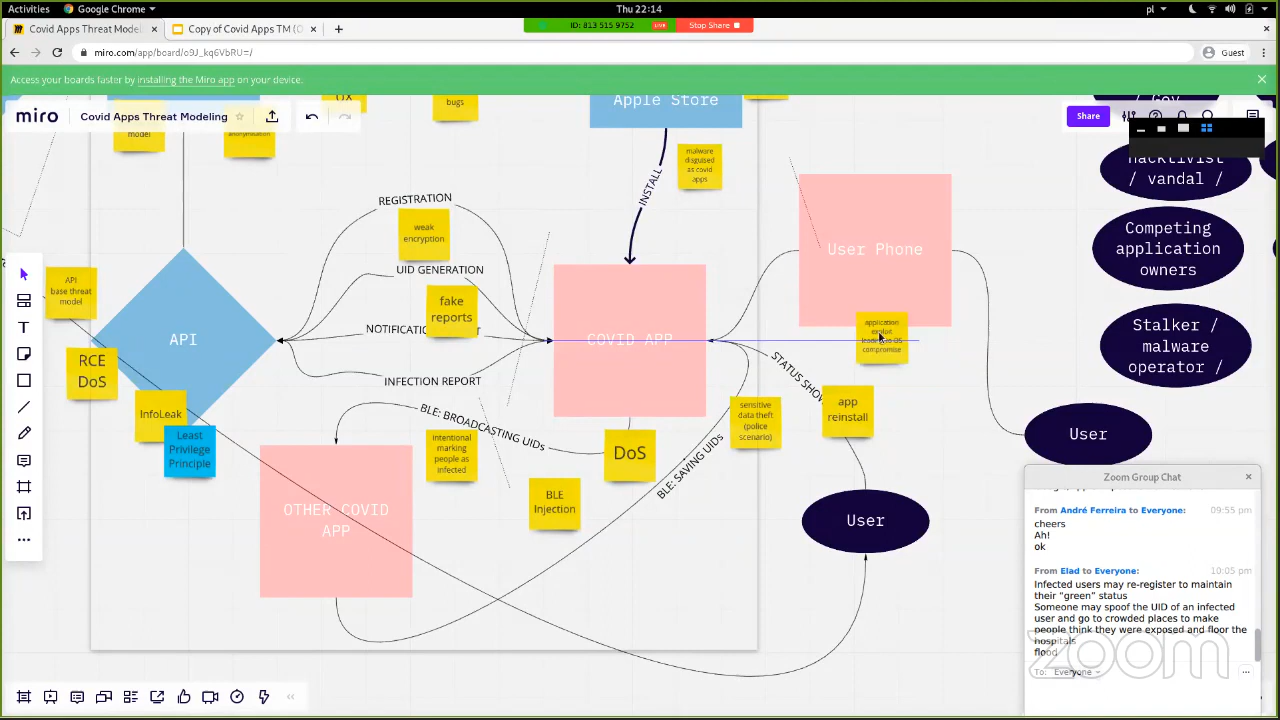 Activities
Google Chrome
Thu 22:14
pl
Covid Apps Threat Model
Copy of Covid Apps TM (O
ID: 813 515 9752
LIVE
Stop Share
miro.com/app/board/o9J_kq6VbRU=/
Guest
Access your boards faster by installing the Miro app on your device.
miro
Covid Apps Threat Modeling
Share
model
bugs
Apple Store
/ Gov
malware
disguised
as covid
apps
INSTALL
hacktivist
/ vandal /
REGISTRATION
weak
encryption
User Phone
Competing
application
owners
UID GENERATION
API
base threat
model
fake
reports
NOTIFICATION
API
COVID APP
application
exploit
leading to OS
compromise
Stalker /
malware
operator /
RCE
DoS
INFECTION REPORT
STATUS SHOW
InfoLeak
BLE: BROADCASTING UIDs
sensitive
data theft
(police
scenario)
app
reinstall
Least
Privilege
Principle
intentional
marking
people as
infected
DoS
User
BLE: SAVING UIDs
BLE
Injection
OTHER COVID
APP
User
Zoom Group Chat
From André Ferreira to Everyone:
09:55 pm
cheers
Ah!
ok
From Elad to Everyone:
10:05 pm
Infected users may re-register to maintain
their “green” status
Someone may spoof the UID of an infected
user and go to crowded places to make
people think they were exposed and floor the
hospitals
flood
To:
Everyone
zoom